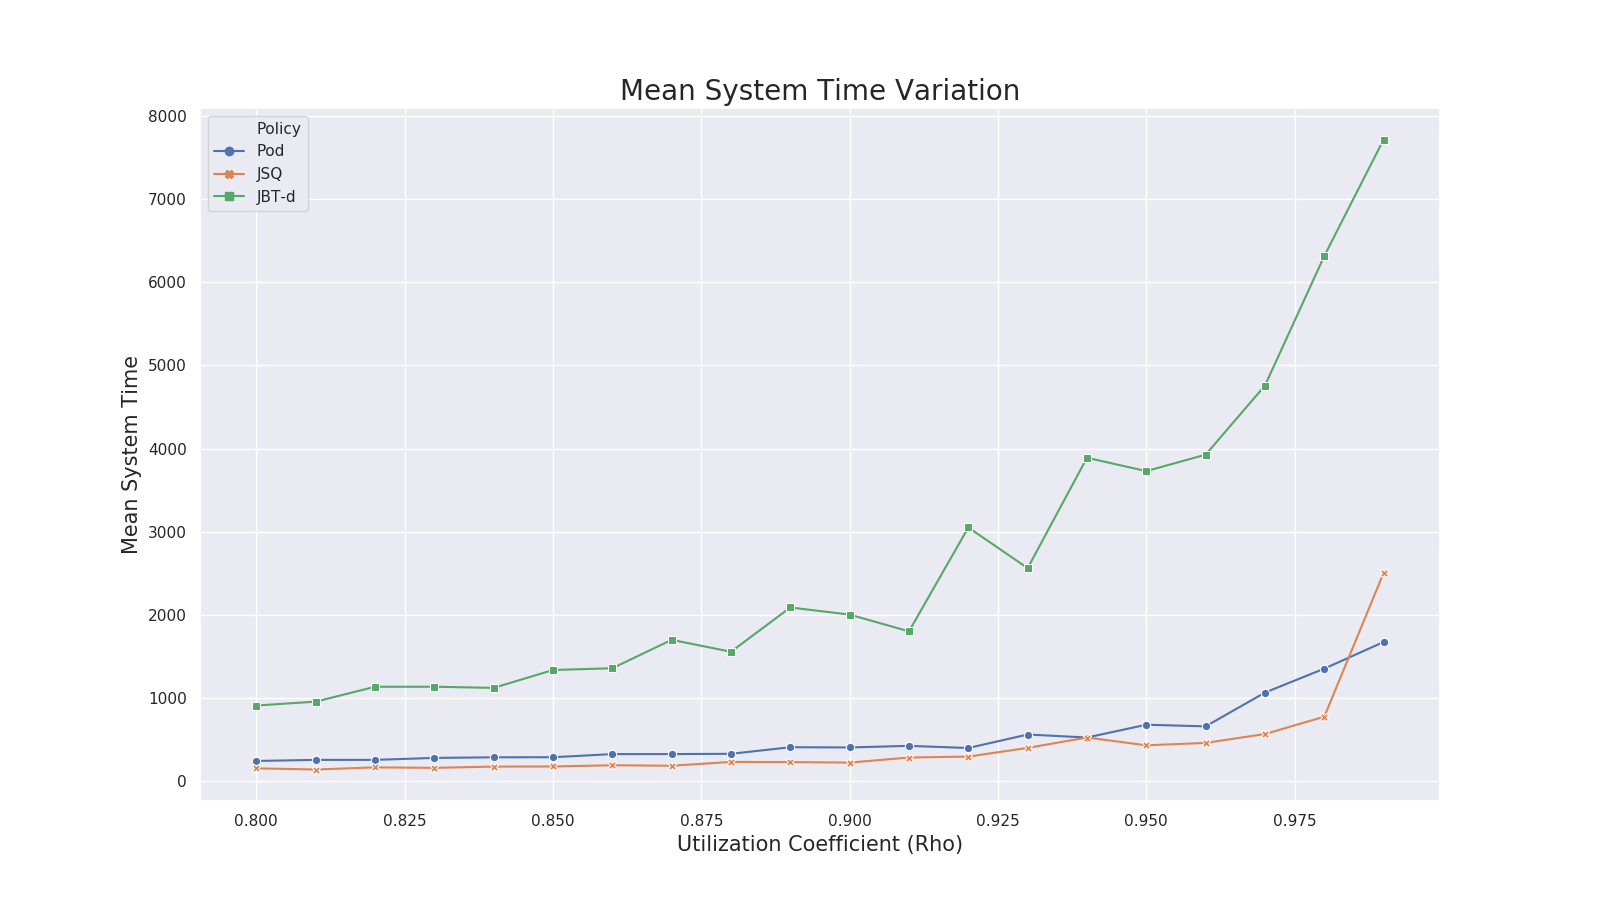 Mean System Time Variation
8000
7000
6000
5000
4000
3000
2000
1000
0
Mean System Time
Policy
Pod
JSQ
JBT-d
0.800 0.825 0.850 0.875 0.900 0.925 0.950 0.975
Utilization Coefficient (Rho)